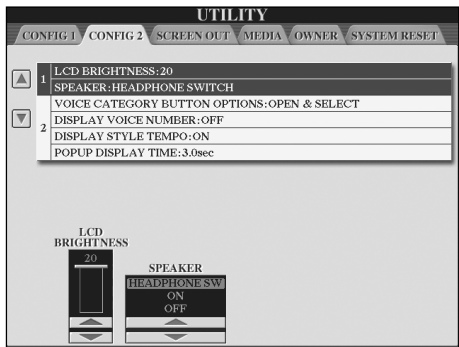 UTILITY
CONFIG 1 CONFIG 2 SCREEN OUT MEDIA OWNER SYSTEM RESET
1 LCD BRIGHTNESS:20
SPEAKER:HEADPHONE SWITCH
2 VOICE CATEGORY BUTTON OPTIONS:OPEN & SELECT
DISPLAY VOICE NUMBER:OFF
DISPLAY STYLE TEMPO:ON
POPUP DISPLAY TIME:3.0sec
LCD
BRIGHTNESS
20
SPEAKER
HEADPHONE SW
ON
OFF